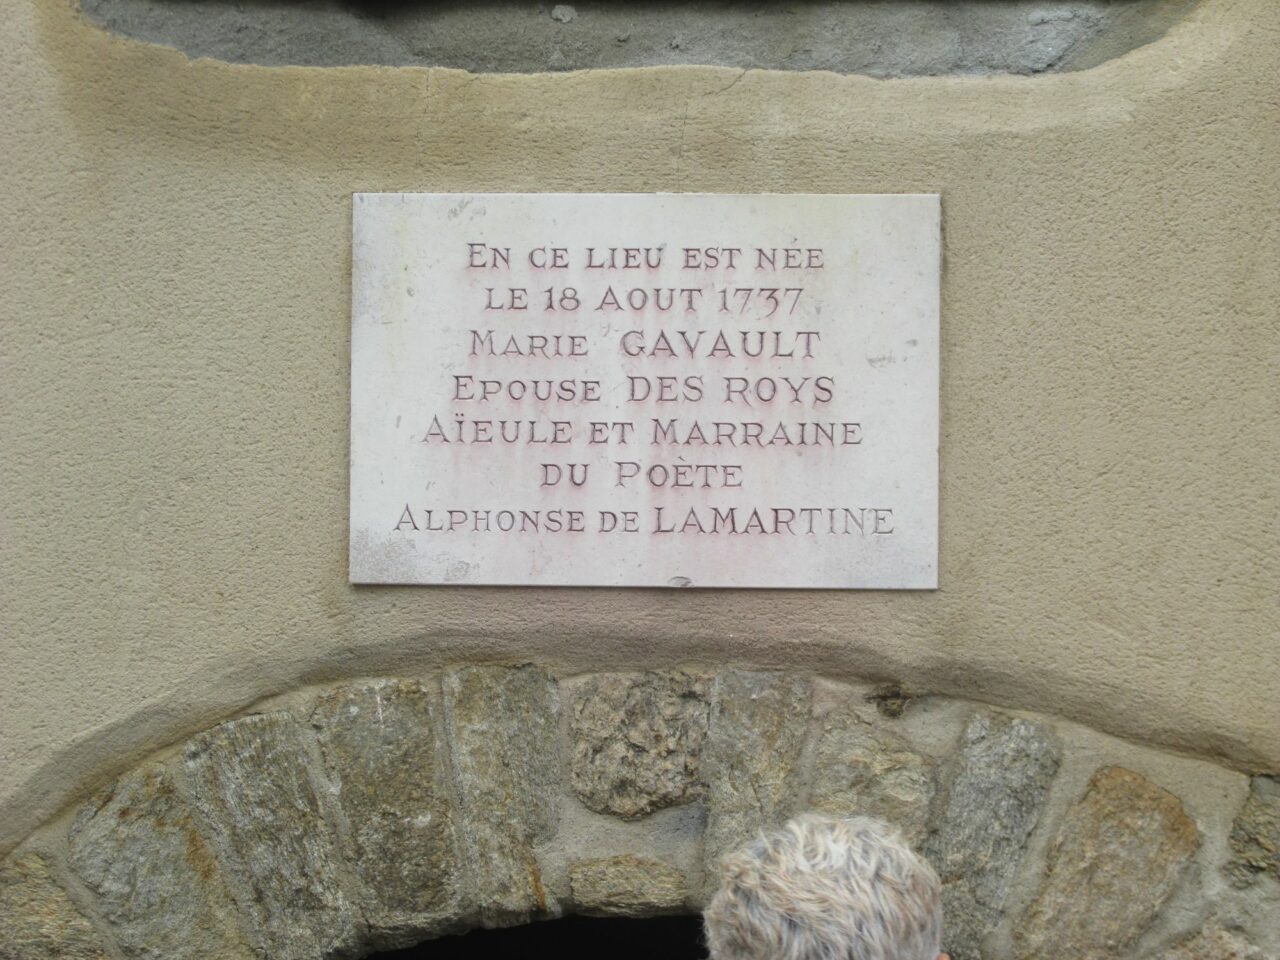 EN CE LIEU EST NÉE
LE 18 AOUT 1737
MARIE GAVAULT
EPOUSE DES ROYS
AÏEULE ET MARRAINE
DU POÈTE
ALPHONSE DE LAMARTINE